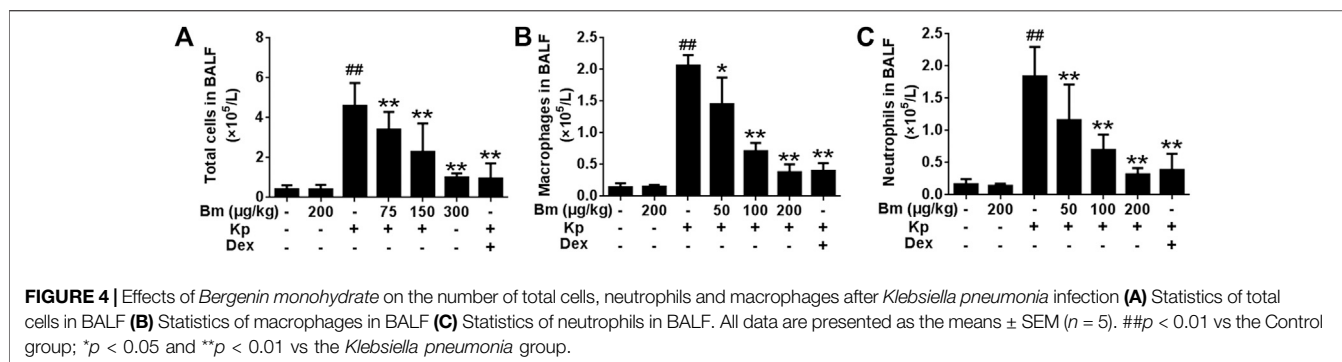 A
Total cells in BALF
(×10⁵/L)
8
6
4
2
0
##
**
**
**
**
Bm (μg/kg) - 200 - 75 150 300 -
Kp - - + + + - +
Dex - - - - - - +
B
Macrophages in BALF
(×10⁵/L)
2.5
2.0
1.5
1.0
0.5
0.0
##
*
**
**
**
Bm (μg/kg) - 200 - 50 100 200 -
Kp - - + + + + +
Dex - - - - - - +
C
Neutrophils in BALF
(×10⁵/L)
2.5
2.0
1.5
1.0
0.5
0.0
##
**
**
**
**
Bm (μg/kg) - 200 - 50 100 200 -
Kp - - + + + + +
Dex - - - - - - +
FIGURE 4 | Effects of Bergenin monohydrate on the number of total cells, neutrophils and macrophages after Klebsiella pneumonia infection (A) Statistics of total
cells in BALF (B) Statistics of macrophages in BALF (C) Statistics of neutrophils in BALF. All data are presented as the means ± SEM (n = 5). ##p < 0.01 vs the Control
group; *p < 0.05 and **p < 0.01 vs the Klebsiella pneumonia group.